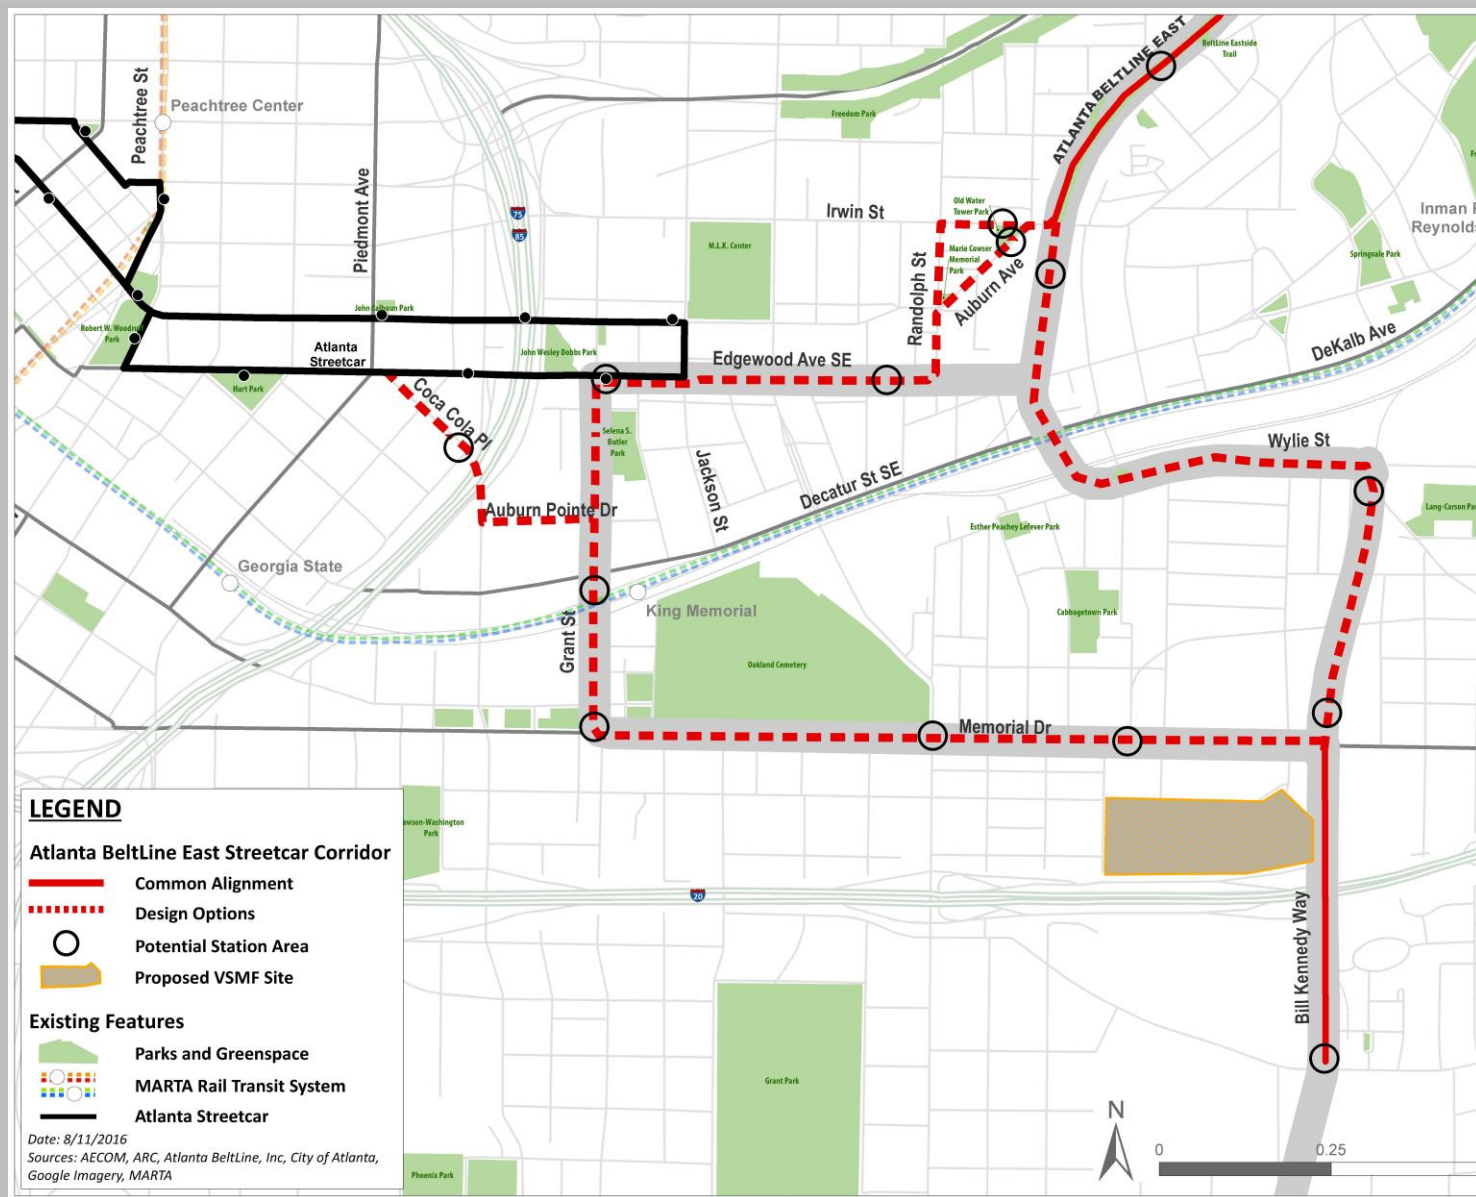 ATLANTA BELTLINE EAST
BeltLine Eastside
Trail
Peachtree St
Peachtree Center
Freedom Park
Piedmont Ave
75
85
Irwin St
Old Water
Tower Park
M.L.K. Center
Marie Cowser
Memorial
Park
Randolph St
Auburn Ave
Springvale Park
Inman
Reynolds
John Calhoun Park
Robert W. Woodruff
Park
Atlanta
Streetcar
John Wesley Dobbs Park
Edgewood Ave SE
DeKalb Ave
Hurt Park
Coca Cola Pl
Selena S.
Butler
Park
Jackson St
Decatur St SE
Wylie St
Auburn Pointe Dr
Esther Peachey Lefever Park
Lang-Carson Pa
Georgia State
King Memorial
Cabbagetown Park
Grant St
Oakland Cemetery
Memorial Dr
awson-Washington
Park
20
Bill Kennedy Way
Grant Park
Phoenix Park
LEGEND
Atlanta BeltLine East Streetcar Corridor
Common Alignment
Design Options
Potential Station Area
Proposed VSMF Site
Existing Features
Parks and Greenspace
MARTA Rail Transit System
Atlanta Streetcar
Date: 8/11/2016
Sources: AECOM, ARC, Atlanta BeltLine, Inc, City of Atlanta,
Google Imagery, MARTA
N
0 0.25